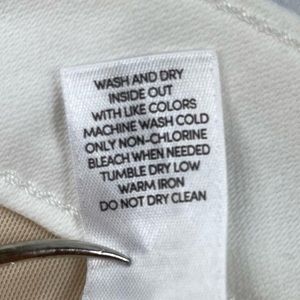 WASH AND DRY
INSIDE OUT
WITH LIKE COLORS
MACHINE WASH COLD
ONLY NON-CHLORINE
BLEACH WHEN NEEDED
TUMBLE DRY LOW
WARM IRON
DO NOT DRY CLEAN